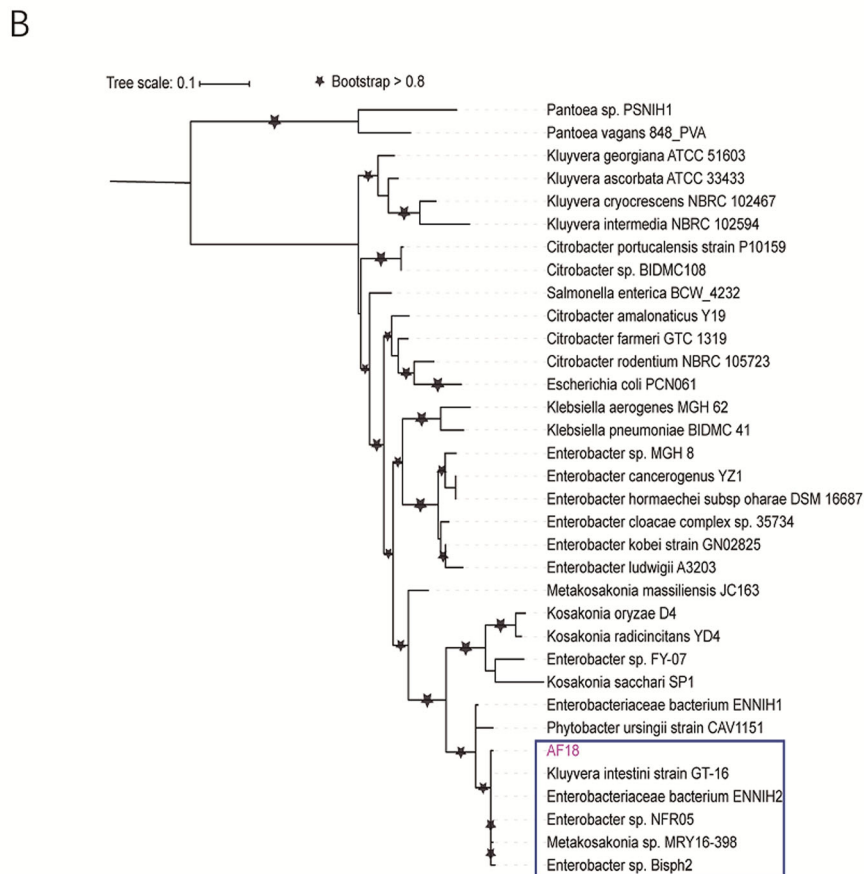 B
Tree scale: 0.1 Bootstrap > 0.8
Pantoea sp. PSNIH1
Pantoea vagans 848_PVA
Kluyvera georgiana ATCC 51603
Kluyvera ascorbata ATCC 33433
Kluyvera cryocrescens NBRC 102467
Kluyvera intermedia NBRC 102594
Citrobacter portucalensis strain P10159
Citrobacter sp. BIDMC108
Salmonella enterica BCW_4232
Citrobacter amalonaticus Y19
Citrobacter farmeri GTC 1319
Citrobacter rodentium NBRC 105723
Escherichia coli PCN061
Klebsiella aerogenes MGH 62
Klebsiella pneumoniae BIDMC 41
Enterobacter sp. MGH 8
Enterobacter cancerogenus YZ1
Enterobacter hormaechei subsp oharae DSM 16687
Enterobacter cloacae complex sp. 35734
Enterobacter kobei strain GN02825
Enterobacter ludwigii A3203
Metakosakonia massiliensis JC163
Kosakonia oryzae D4
Kosakonia radicincitans YD4
Enterobacter sp. FY-07
Kosakonia sacchari SP1
Enterobacteriaceae bacterium ENNIH1
Phytobacter ursingii strain CAV1151
AF18
Kluyvera intestini strain GT-16
Enterobacteriaceae bacterium ENNIH2
Enterobacter sp. NFR05
Metakosakonia sp. MRY16-398
Enterobacter sp. Bisph2